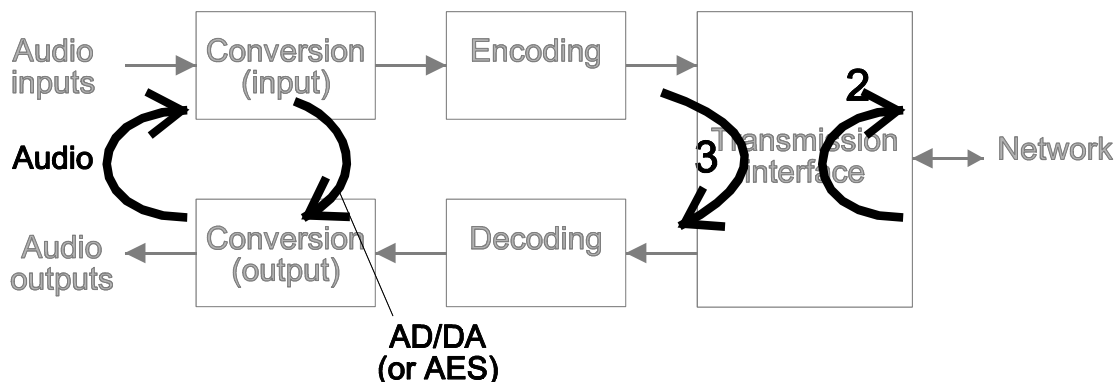 Audio
inputs
Conversion
(input)
Encoding
2
Transmission
interface
3
Network
Audio
Audio
outputs
Conversion
(output)
Decoding
AD/DA
(or AES)